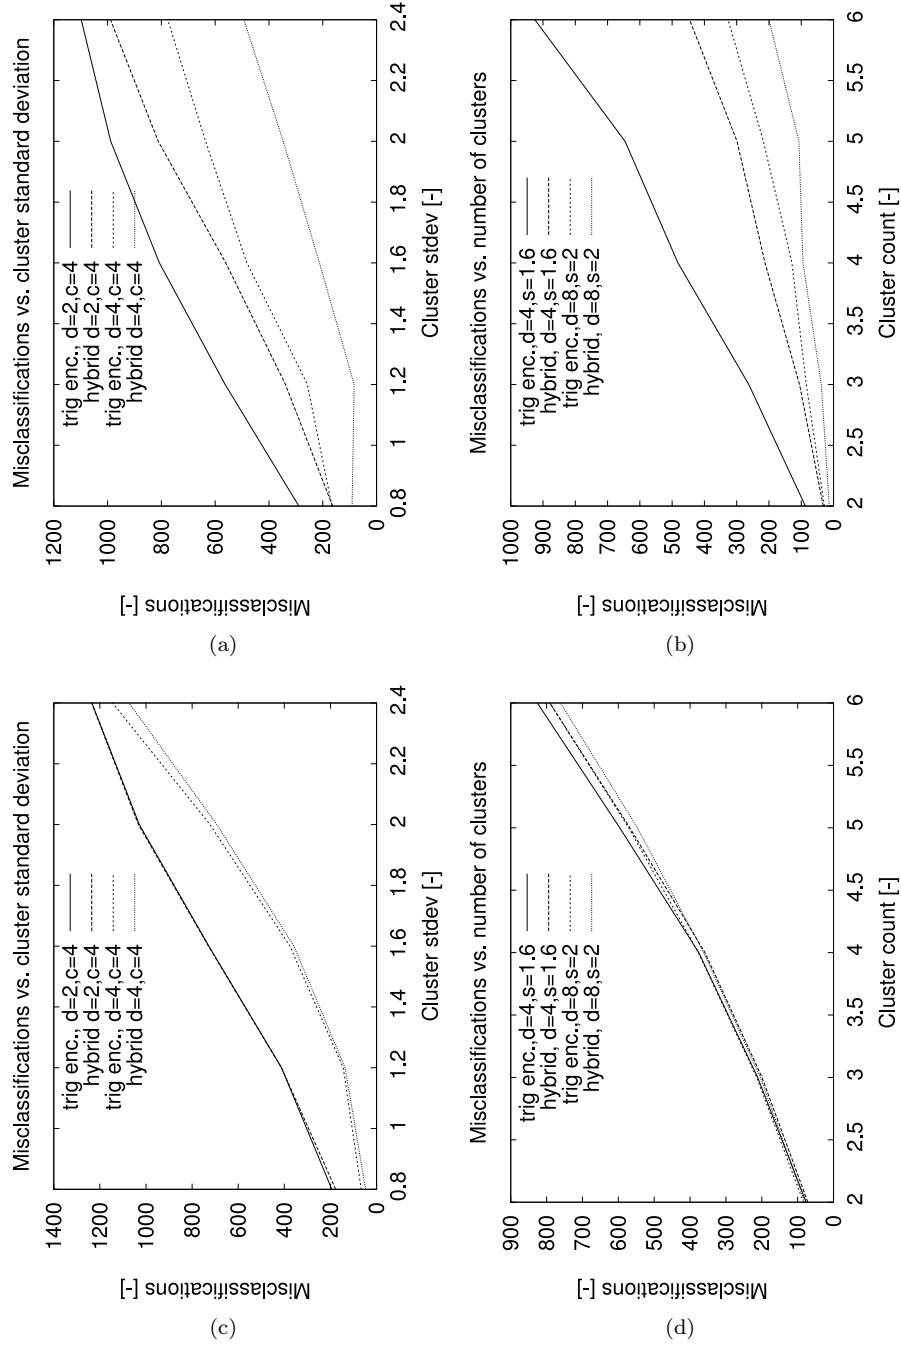 Misclassifications vs. cluster standard deviation
trig enc., d=2,c=4
hybrid d=2,c=4
trig enc., d=4,c=4
hybrid d=4,c=4
1200
1000
800
600
400
200
0
0.8
1
1.2
1.4
1.6
1.8
2
2.2
2.4
Cluster stdev [-]
Misclassifications [-]
(a)
Misclassifications vs. number of clusters
trig enc.,d=4,s=1.6
hybrid, d=4,s=1.6
trig enc.,d=8,s=2
hybrid, d=8,s=2
1000
900
800
700
600
500
400
300
200
100
0
2
2.5
3
3.5
4
4.5
5
5.5
6
Cluster count [-]
Misclassifications [-]
(b)
Misclassifications vs. cluster standard deviation
trig enc., d=2,c=4
hybrid d=2,c=4
trig enc., d=4,c=4
hybrid d=4,c=4
1400
1200
1000
800
600
400
200
0
0.8
1
1.2
1.4
1.6
1.8
2
2.2
2.4
Cluster stdev [-]
Misclassifications [-]
(c)
Misclassifications vs. number of clusters
trig enc.,d=4,s=1.6
hybrid, d=4,s=1.6
trig enc.,d=8,s=2
hybrid, d=8,s=2
900
800
700
600
500
400
300
200
100
0
2
2.5
3
3.5
4
4.5
5
5.5
6
Cluster count [-]
Misclassifications [-]
(d)